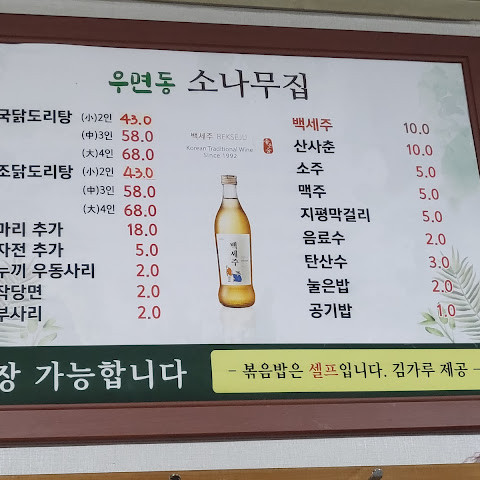 우면동 소나무집
국닭도리탕 (小)2인 43.0
(中)3인 58.0
(大)4인 68.0
조닭도리탕 (小)2인 43.0
(中)3인 58.0
(大)4인 68.0
마리 추가 18.0
자전 추가 5.0
누끼 우동사리 2.0
작당면 2.0
부사리 2.0
백세주 BEKSEJU
Korean Traditional Wine
Since 1992
백세주
백세주 10.0
산사춘 10.0
소주 5.0
맥주 5.0
지평막걸리 5.0
음료수 2.0
탄산수 3.0
눌은밥 2.0
공기밥 1.0
장 가능합니다
- 볶음밥은 셀프입니다. 김가루 제공 -